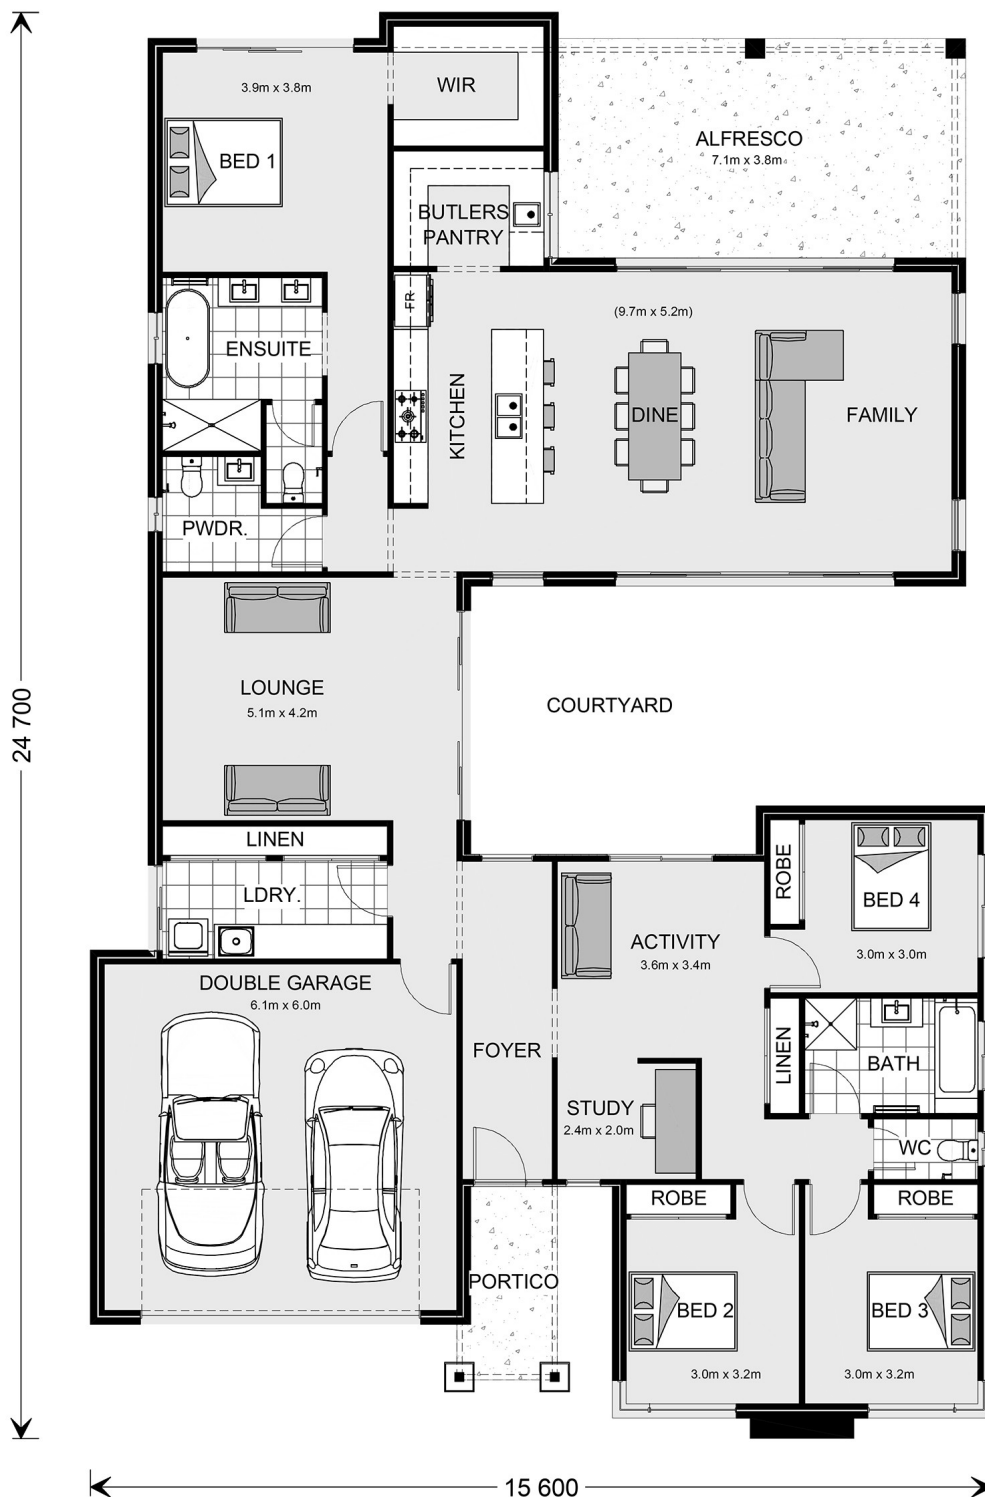 3.9m x 3.8m
WIR
BED 1
ALFRESCO
7.1m x 3.8m
BUTLERS
PANTRY
FR
(9.7m x 5.2m)
ENSUITE
KITCHEN
DINE
FAMILY
PWDR.
LOUNGE
5.1m x 4.2m
COURTYARD
24 700
LINEN
LDRY.
ROBE
BED 4
3.0m x 3.0m
ACTIVITY
3.6m x 3.4m
DOUBLE GARAGE
6.1m x 6.0m
FOYER
LINEN
BATH
STUDY
2.4m x 2.0m
WC
ROBE
ROBE
PORTICO
BED 2
BED 3
3.0m x 3.2m
3.0m x 3.2m
15 600